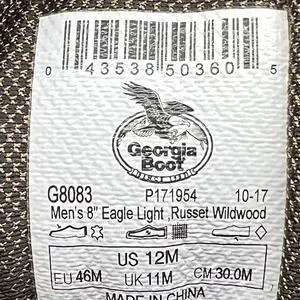 0 43538 50360 5
Georgia
Boot
G8083 P171954 10-17
Men's 8" Eagle Light ,Russet Wildwood
US 12M
EU 46M UK 11M CM 30.0M
MADE IN CHINA